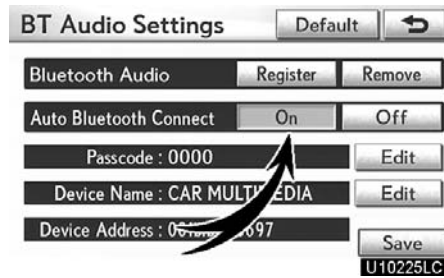 BT Audio Settings Default
Bluetooth Audio Register Remove
Auto Bluetooth Connect On Off
Passcode : 0000 Edit
Device Name : CAR MULTIMEDIA Edit
Device Address : 697
Save
U10225LC